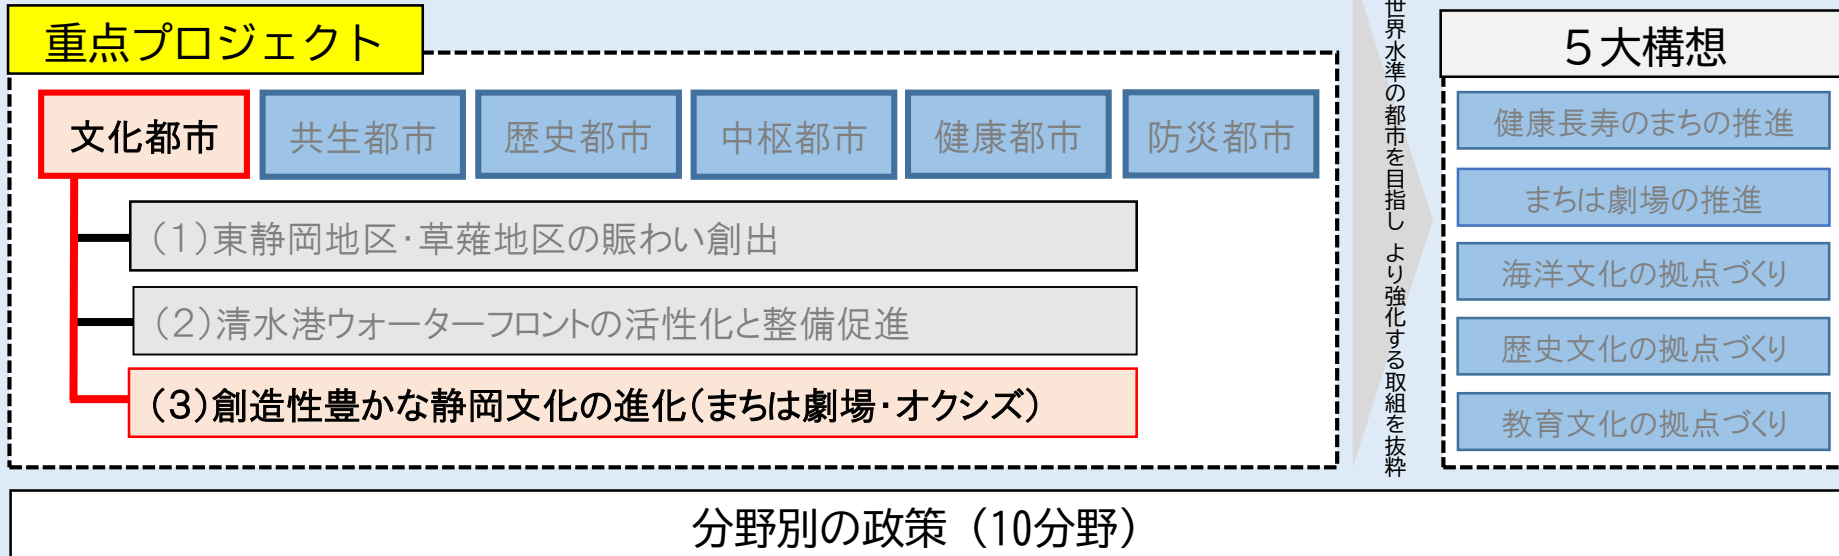 重点プロジェクト
文化都市
共生都市
歴史都市
中枢都市
健康都市
防災都市
(1)東静岡地区・草薙地区の賑わい創出
(2)清水港ウォーターフロントの活性化と整備促進
(3)創造性豊かな静岡文化の進化(まちは劇場・オクシズ)
世界水準の都市を目指し より強化する取組を抜粋
5大構想
健康長寿のまちの推進
まちは劇場の推進
海洋文化の拠点づくり
歴史文化の拠点づくり
教育文化の拠点づくり
分野別の政策(10分野)